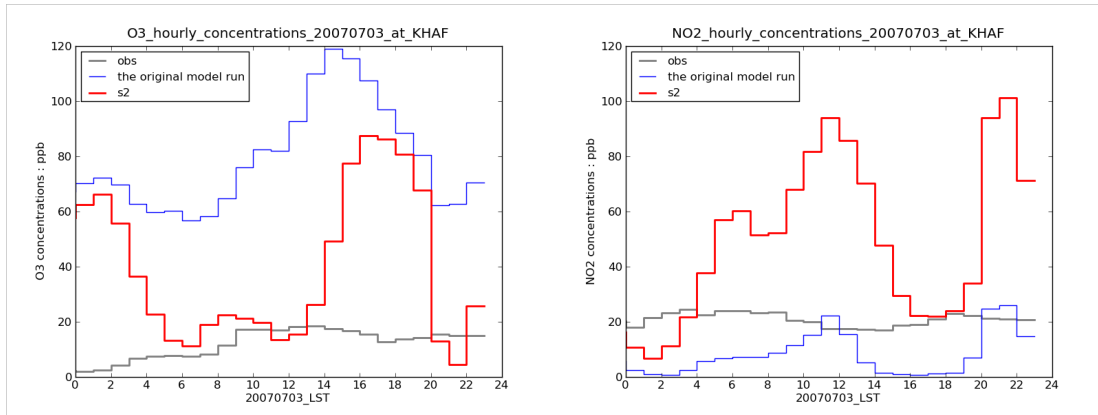 O3_hourly_concentrations_20070703_at_KHAF
120
100
80
60
40
20
0
O3 concentrations : ppb
obs
the original model run
s2
0 2 4 6 8 10 12 14 16 18 20 22 24
20070703_LST
NO2_hourly_concentrations_20070703_at_KHAF
120
100
80
60
40
20
0
NO2 concentrations : ppb
obs
the original model run
s2
0 2 4 6 8 10 12 14 16 18 20 22 24
20070703_LST